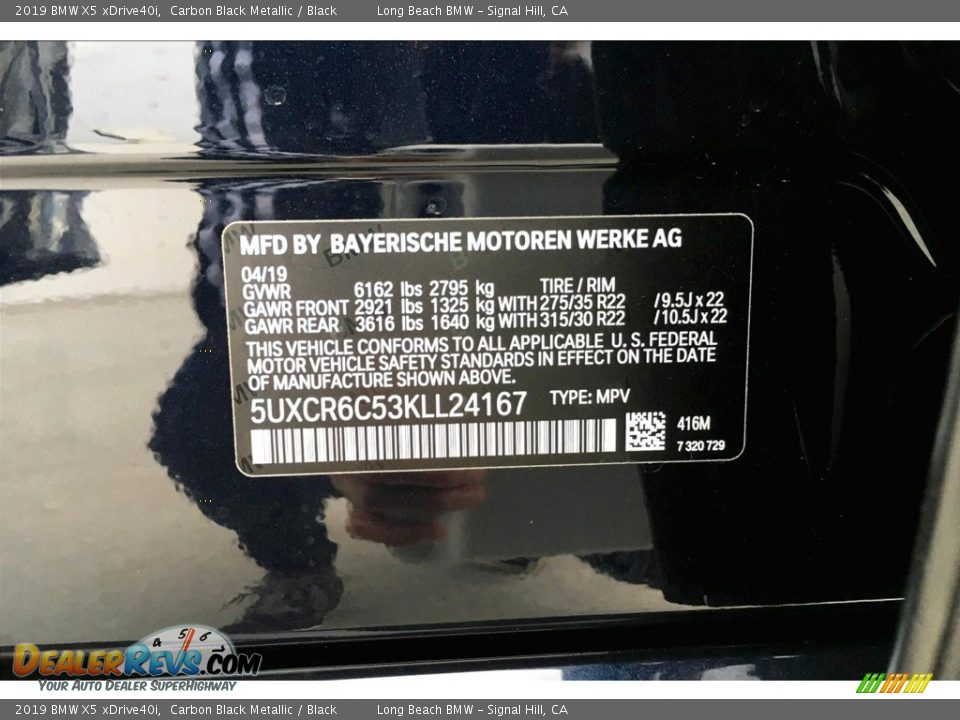 2019 BMW X5 xDrive40i, Carbon Black Metallic / Black Long Beach BMW - Signal Hill, CA
MFD BY BAYERISCHE MOTOREN WERKE AG
04/19
GVWR 6162 lbs 2795 kg TIRE / RIM
GAWR FRONT 2921 lbs 1325 kg WITH 275/35 R22 /9.5J x 22
GAWR REAR 3616 lbs 1640 kg WITH 315/30 R22 /10.5J x 22
THIS VEHICLE CONFORMS TO ALL APPLICABLE U. S. FEDERAL
MOTOR VEHICLE SAFETY STANDARDS IN EFFECT ON THE DATE
OF MANUFACTURE SHOWN ABOVE.
5UXCR6C53KLL24167 TYPE: MPV
416M
7 320 729
4 5 6
DEALERREVS.COM
YOUR AUTO DEALER SUPERHIGHWAY
2019 BMW X5 xDrive40i, Carbon Black Metallic / Black Long Beach BMW - Signal Hill, CA